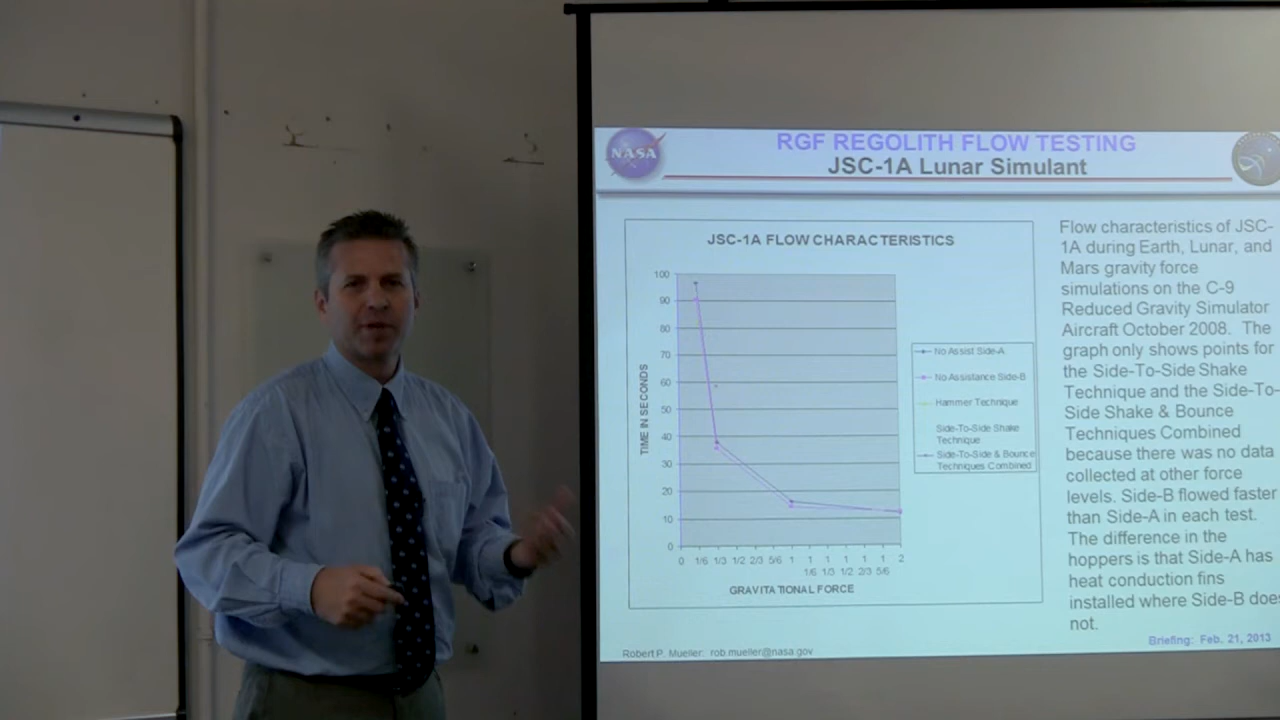 NASA
RGF REGOLITH FLOW TESTING
JSC-1A Lunar Simulant
JSC-1A FLOW CHARACTERISTICS
100
90
80
70
60
50
40
30
20
10
0
TIME IN SECONDS
0 1/6 1/3 1/2 2/3 5/6 1 1 1 1 1 1 2
1/6 1/3 1/2 2/3 5/6
GRAVITATIONAL FORCE
No Assist Side-A
No Assistance Side-B
Hammer Technique
Side-To-Side Shake
Technique
Side-To-Side & Bounce
Techniques Combined
Flow characteristics of JSC-
1A during Earth, Lunar, and
Mars gravity force
simulations on the C-9
Reduced Gravity Simulator
Aircraft October 2008. The
graph only shows points for
the Side-To-Side Shake
Technique and the Side-To-
Side Shake & Bounce
Techniques Combined
because there was no data
collected at other force
levels. Side-B flowed faster
than Side-A in each test.
The difference in the
hoppers is that Side-A has
heat conduction fins
installed where Side-B does
not.
Robert P. Mueller: rob.mueller@nasa.gov
Briefing: Feb. 21, 2013